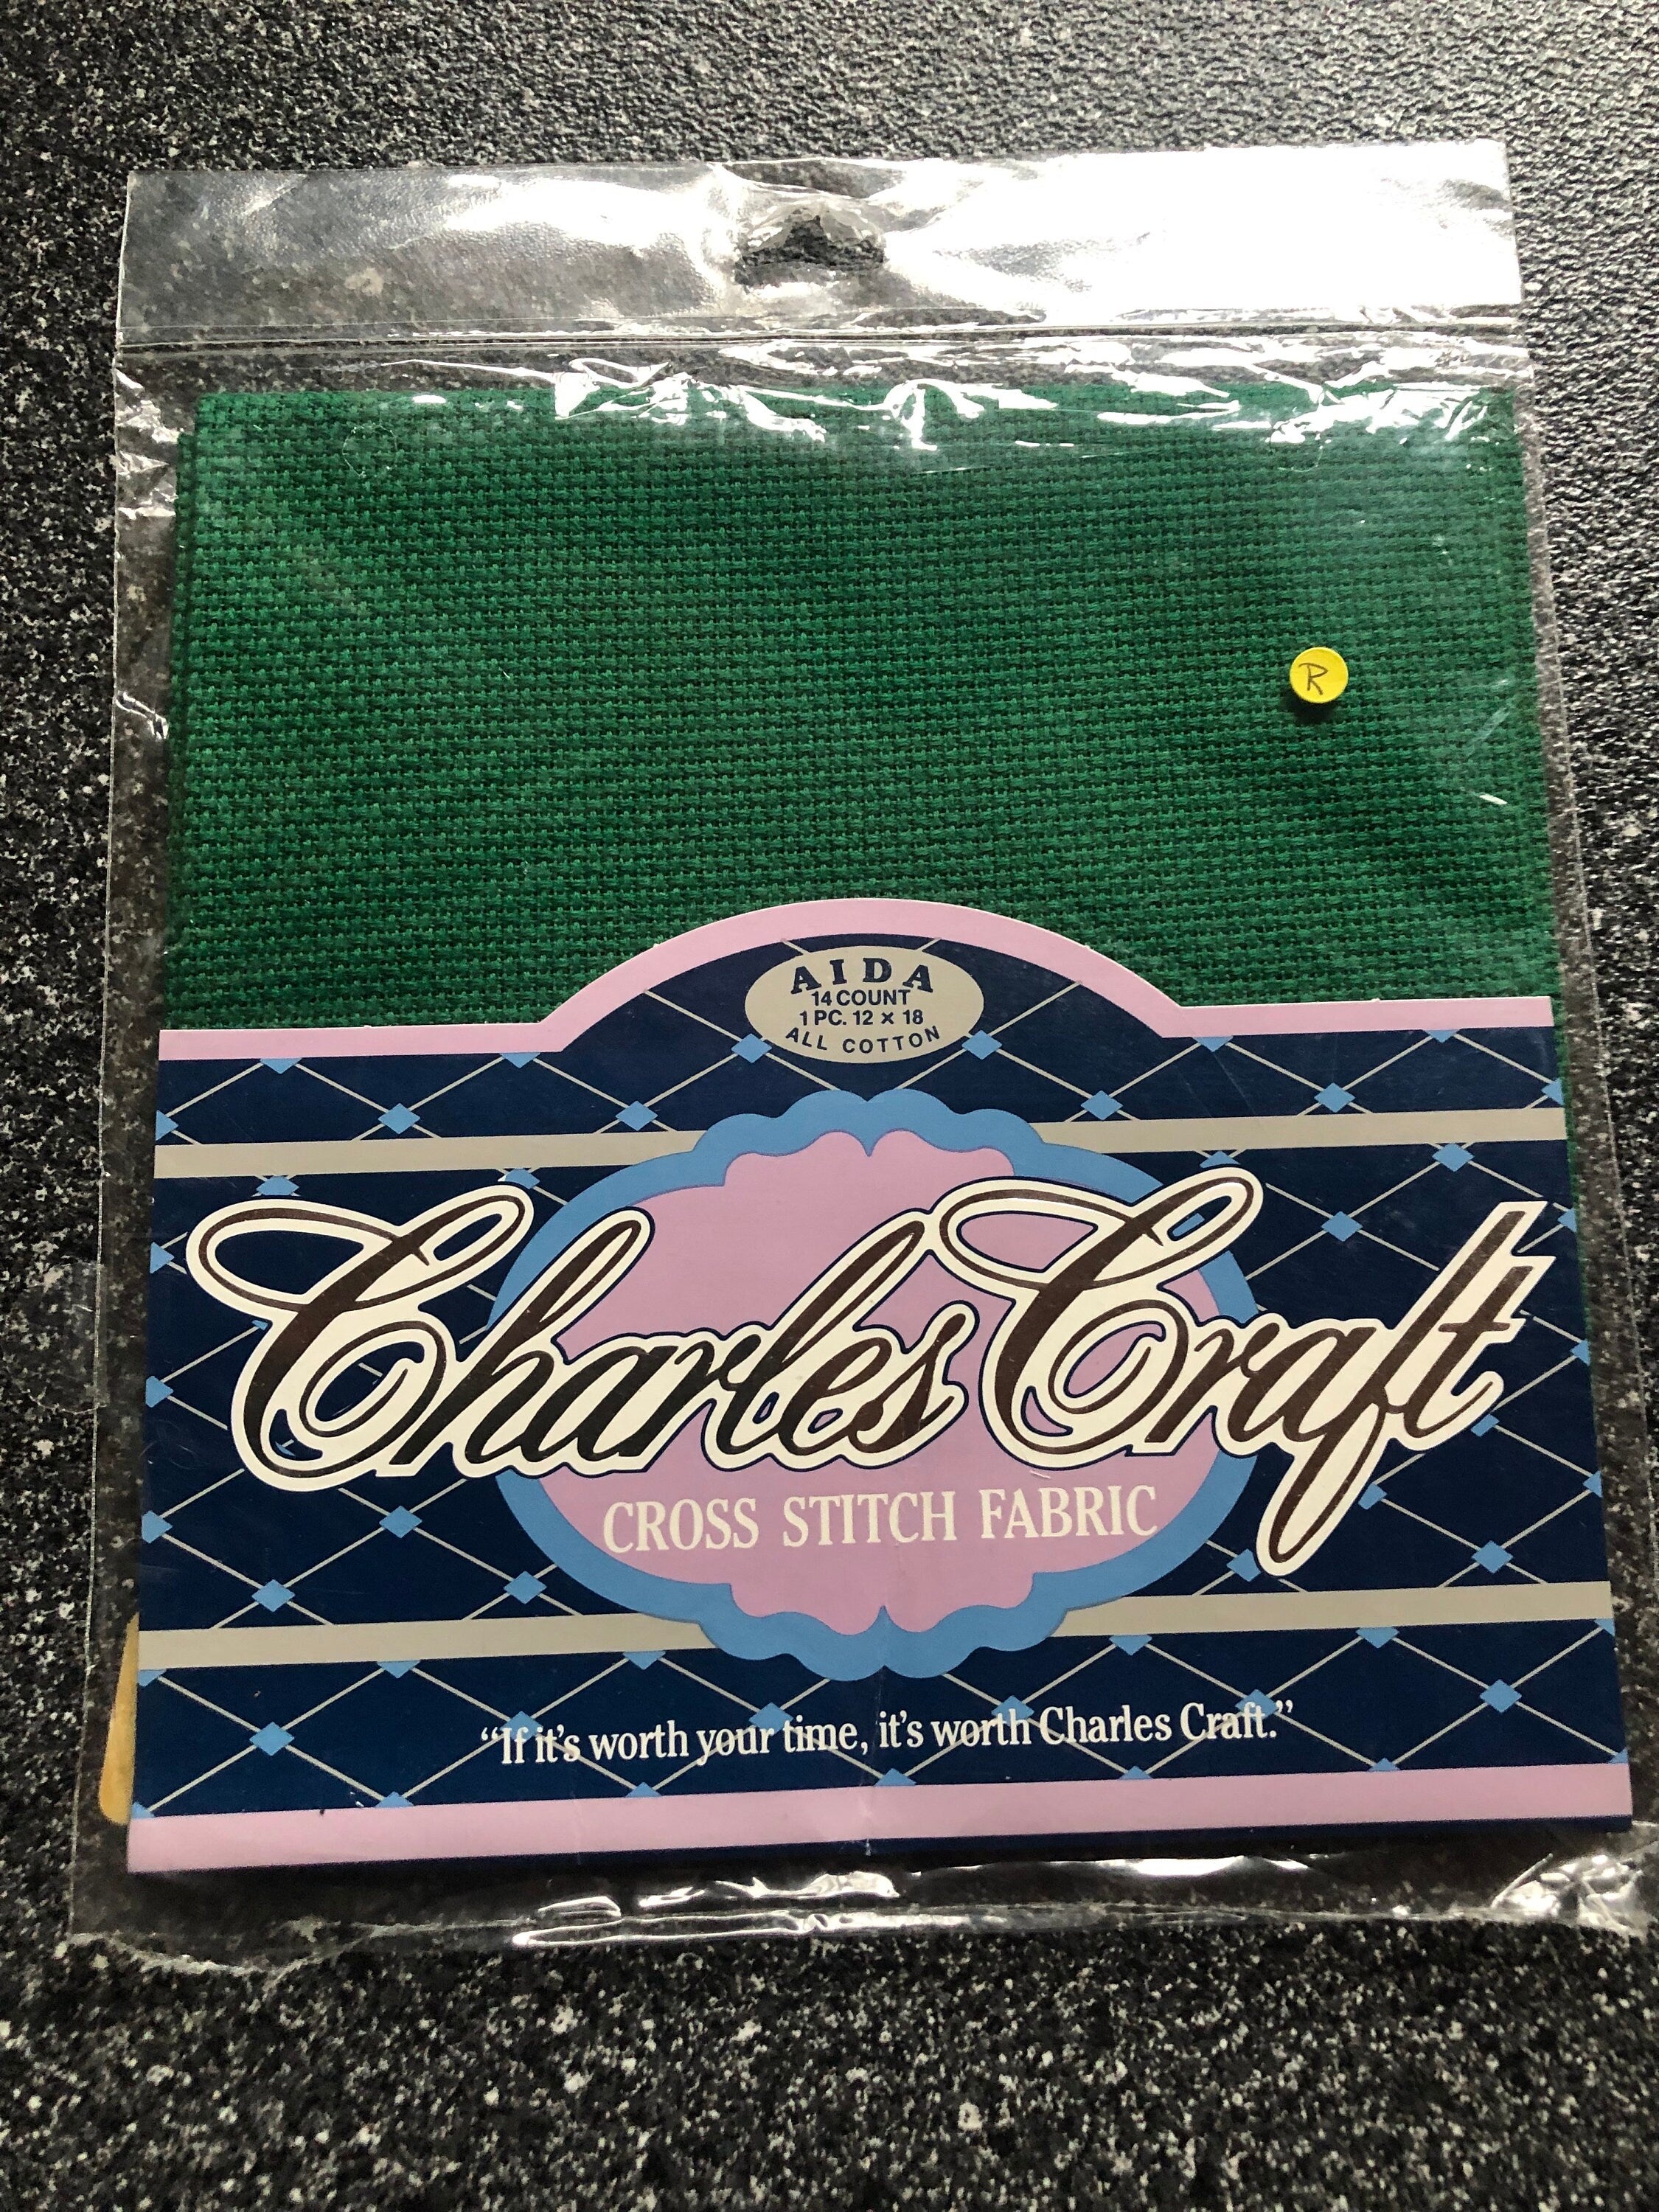 R
AIDA
14 COUNT
1 PC. 12 x 18
ALL COTTON
Charles Craft
CROSS STITCH FABRIC
“If it’s worth your time, it’s worth Charles Craft.”